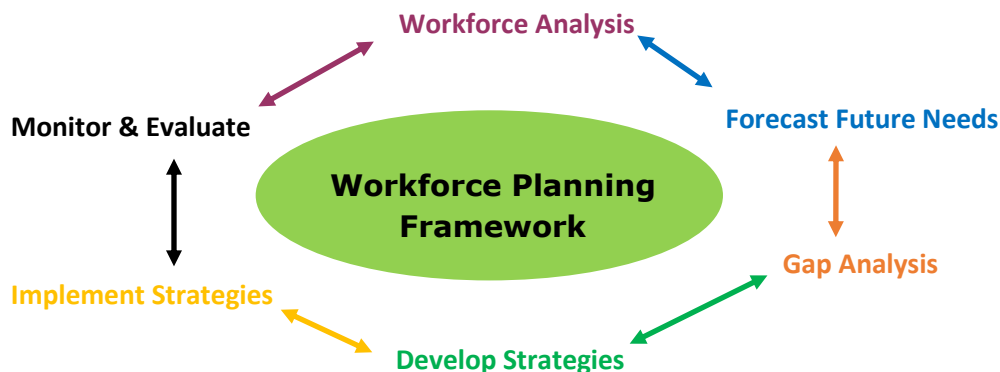 Workforce Analysis
Monitor & Evaluate
Forecast Future Needs
Workforce Planning
Framework
Gap Analysis
Implement Strategies
Develop Strategies